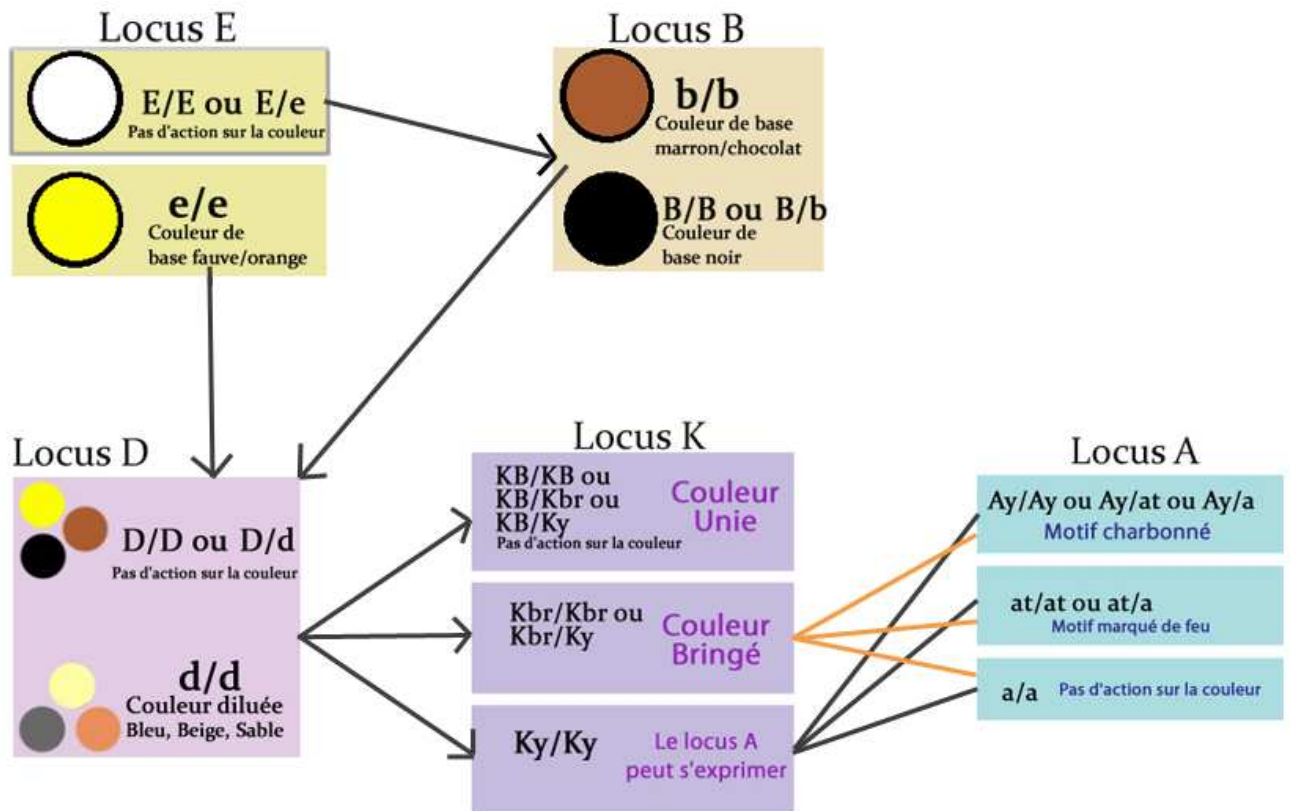 Locus E
E/E ou E/e
Pas d'action sur la couleur
e/e
Couleur de
base fauve/orange
Locus B
b/b
Couleur de base
marron/chocolat
B/B ou B/b
Couleur de
base noir
Locus D
D/D ou D/d
Pas d'action sur la couleur
d/d
Couleur diluée
Bleu, Beige, Sable
Locus K
KB/KB ou
KB/Kbr ou
KB/Ky
Pas d'action sur la couleur
Couleur
Unie
Kbr/Kbr ou
Kbr/Ky
Couleur
Bringé
Ky/Ky
Le locus A
peut s'exprimer
Locus A
Ay/Ay ou Ay/at ou Ay/a
Motif charbonné
at/at ou at/a
Motif marqué de feu
a/a
Pas d'action sur la couleur